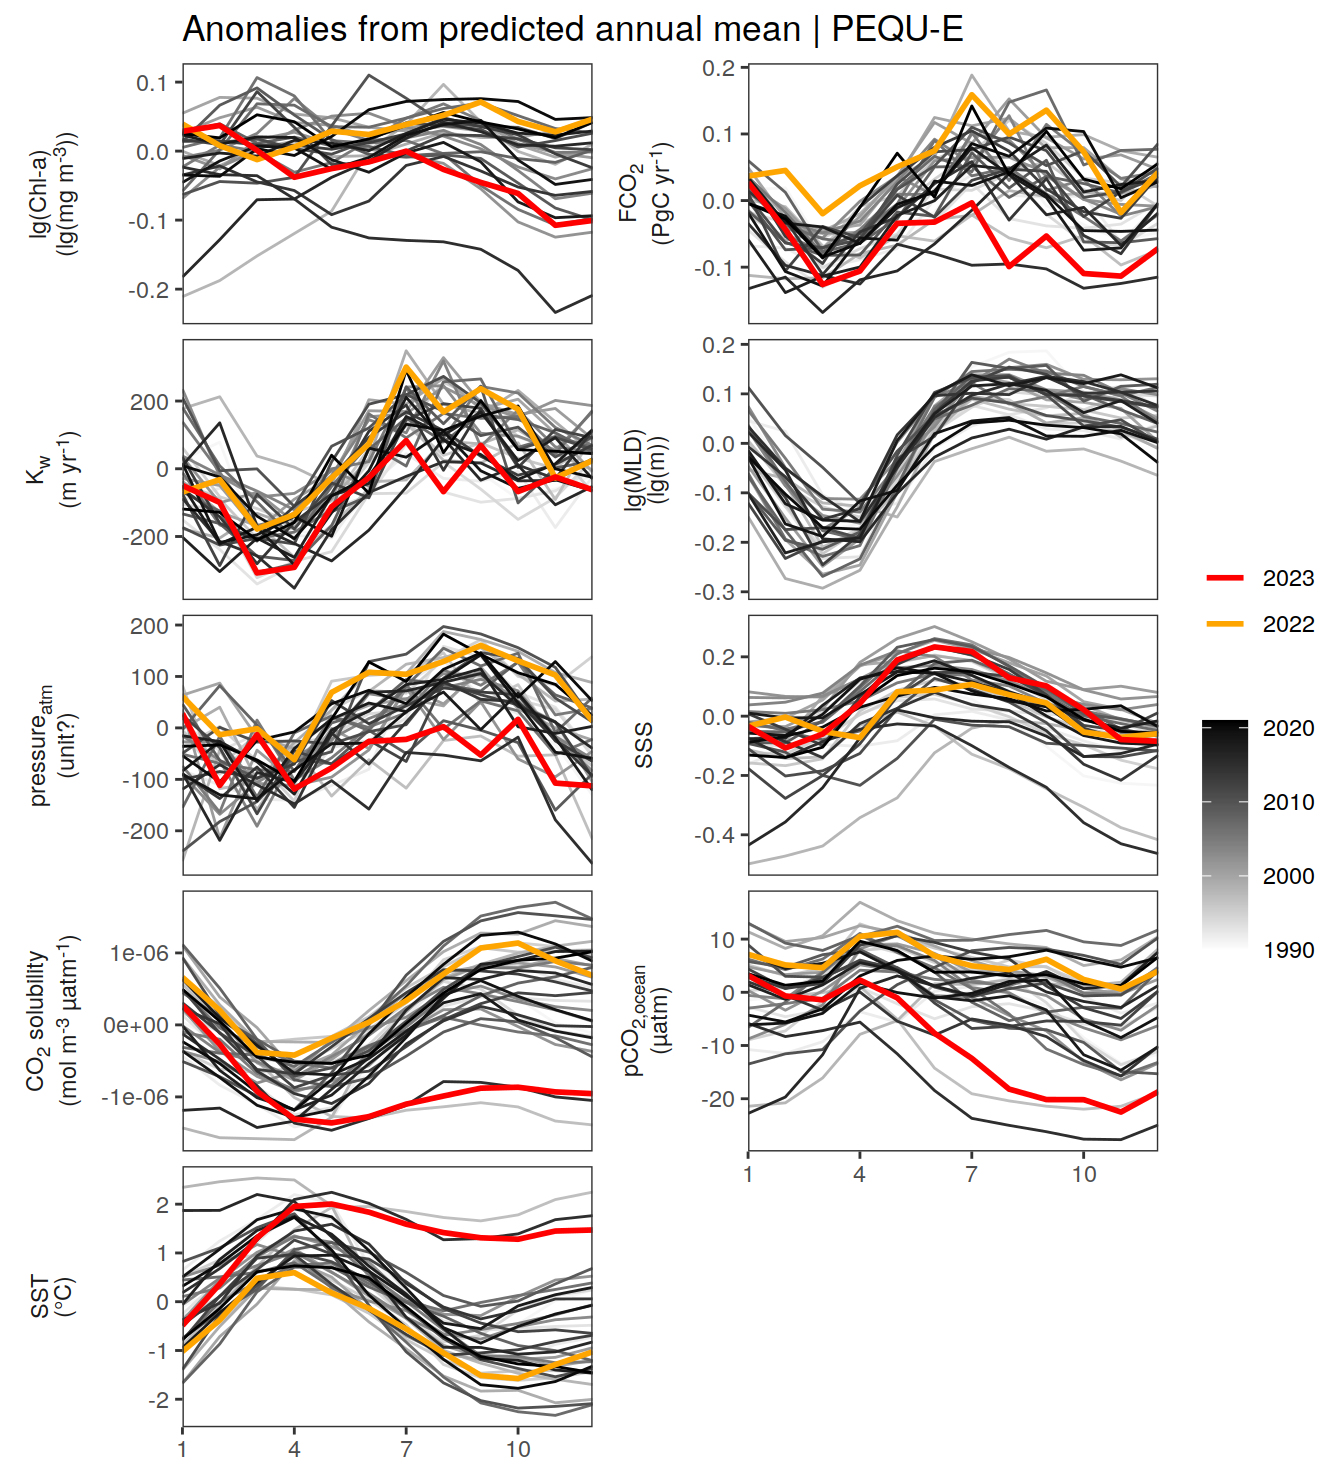 Anomalies from predicted annual mean | PEQU-E
lg(Chl-a)
(lg(mg m⁻³))
0.1
0.0
-0.1
-0.2
FCO₂
(PgC yr⁻¹)
0.2
0.1
0.0
-0.1
K_w
(m yr⁻¹)
200
0
-200
lg(MLD)
(lg(m))
0.2
0.1
0.0
-0.1
-0.2
-0.3
pressure_atm
(unit?)
200
100
0
-100
-200
SSS
0.2
0.0
-0.2
-0.4
CO₂ solubility
(mol m⁻³ µatm⁻¹)
1e-06
0e+00
-1e-06
pCO₂,ocean
(µatm)
10
0
-10
-20
1
4
7
10
SST
(°C)
2
1
0
-1
-2
1
4
7
10
2023
2022
2020
2010
2000
1990